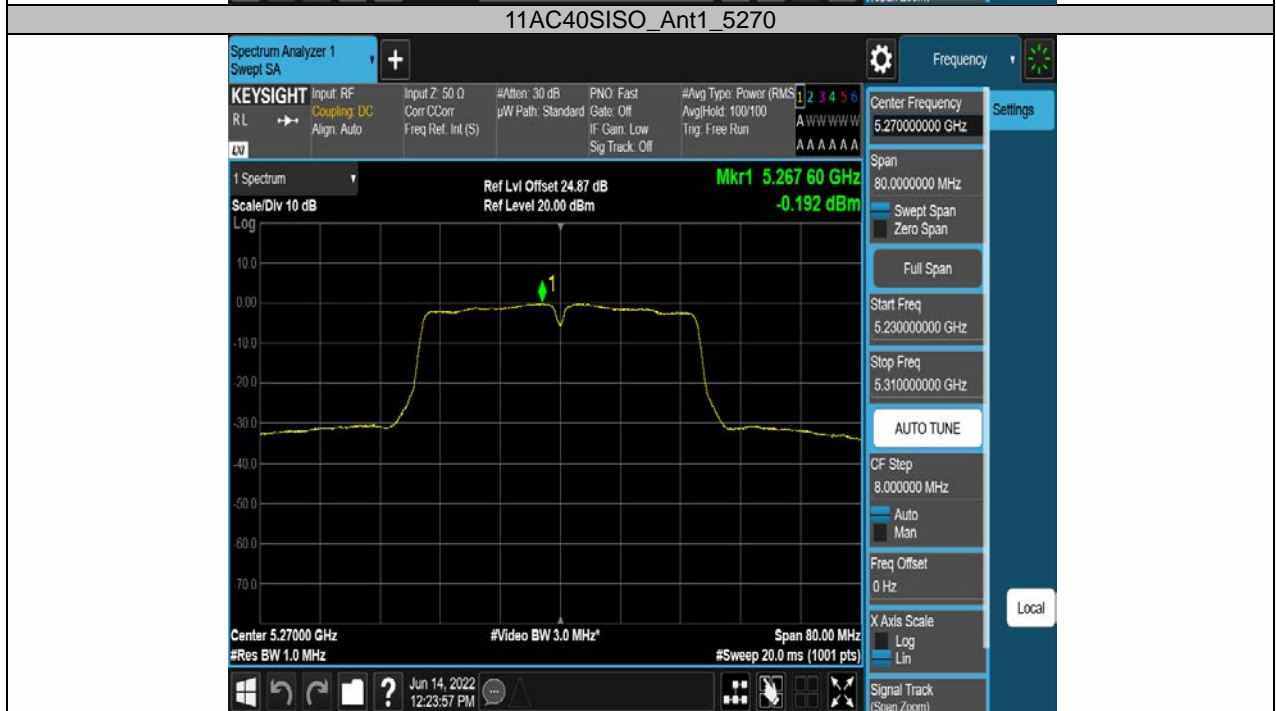 11AC40SISO_Ant1_5270
Spectrum Analyzer 1
Swept SA
Frequency
KEYSIGHT
RL
LXI
Input: RF
Coupling: DC
Align: Auto
Input Z: 50 Ω
Corr CCorr
Freq Ref: Int (S)
#Atten: 30 dB
µW Path: Standard
PNO: Fast
Gate: Off
IF Gain: Low
Sig Track: Off
#Avg Type: Power (RMS
Avg|Hold: 100/100
Trig: Free Run
1 2 3 4 5 6
A W W W W W
A A A A A A
1 Spectrum
Scale/Div 10 dB
Log
Ref Lvl Offset 24.87 dB
Ref Level 20.00 dBm
Mkr1 5.267 60 GHz
-0.192 dBm
10.0
0.00
-10.0
-20.0
-30.0
-40.0
-50.0
-60.0
-70.0
1
Center 5.27000 GHz
#Res BW 1.0 MHz
#Video BW 3.0 MHz*
Span 80.00 MHz
#Sweep 20.0 ms (1001 pts)
Jun 14, 2022
12:23:57 PM
Center Frequency
5.270000000 GHz
Settings
Span
80.0000000 MHz
Swept Span
Zero Span
Full Span
Start Freq
5.230000000 GHz
Stop Freq
5.310000000 GHz
AUTO TUNE
CF Step
8.000000 MHz
Auto
Man
Freq Offset
0 Hz
X Axis Scale
Log
Lin
Local
Signal Track
(Span Zoom)